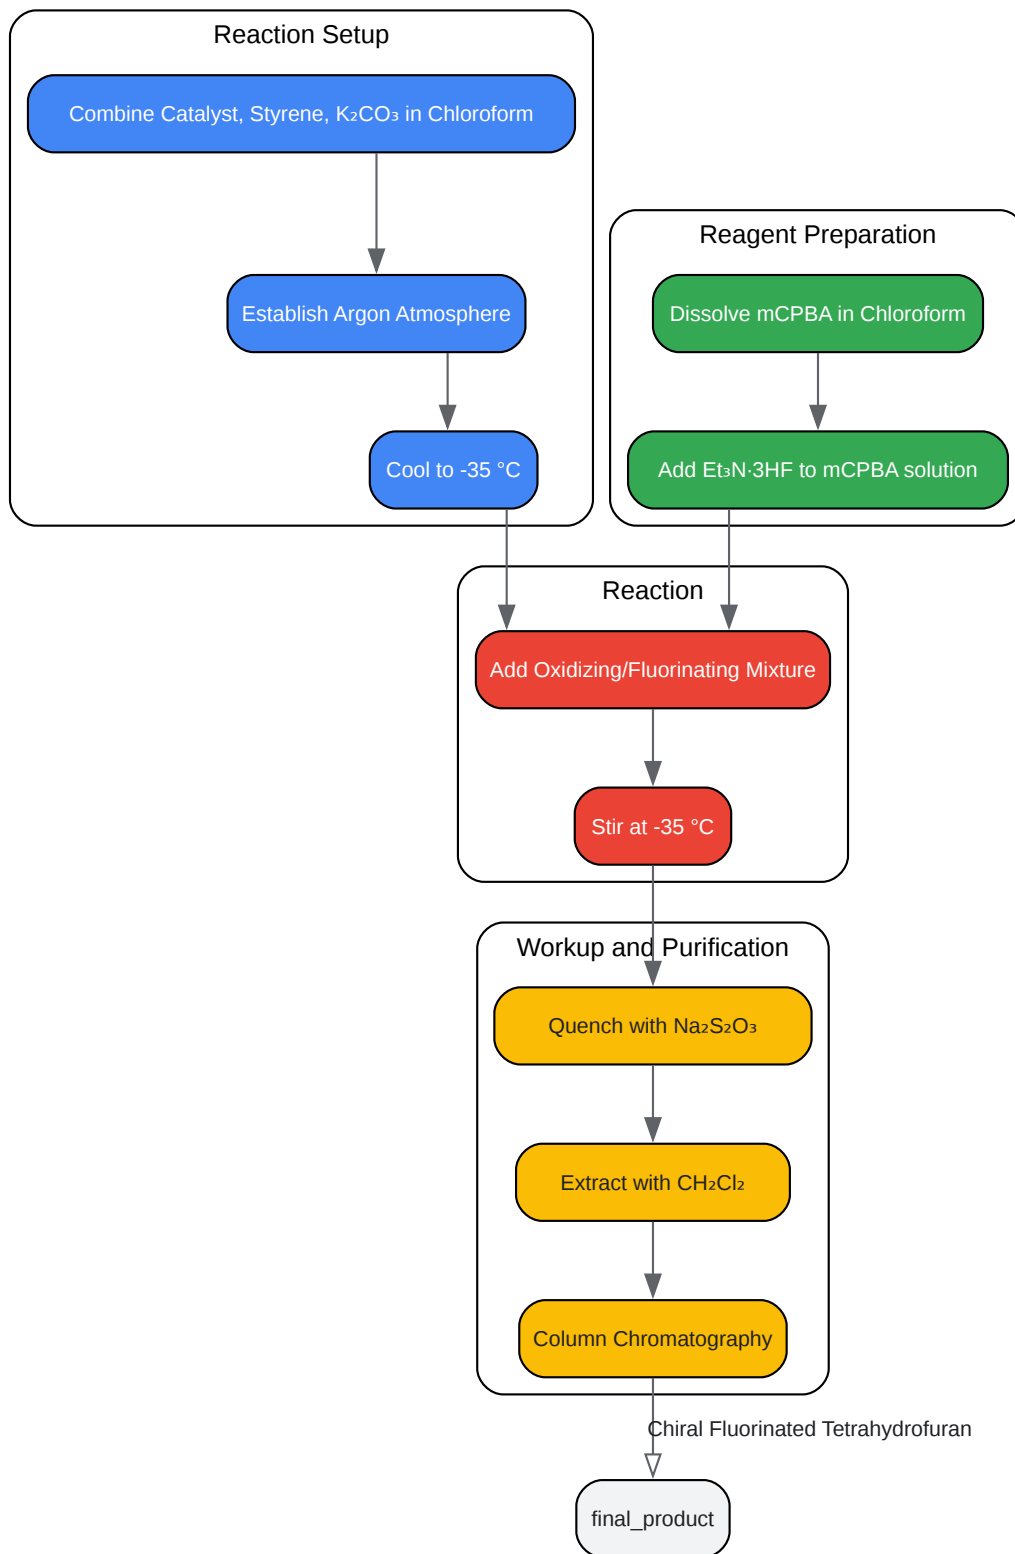 Reaction Setup
Combine Catalyst, Styrene, K₂CO₃ in Chloroform
Establish Argon Atmosphere
Cool to -35 °C
Reagent Preparation
Dissolve mCPBA in Chloroform
Add Et₃N·3HF to mCPBA solution
Reaction
Add Oxidizing/Fluorinating Mixture
Stir at -35 °C
Workup and Purification
Quench with Na₂S₂O₃
Extract with CH₂Cl₂
Column Chromatography
Chiral Fluorinated Tetrahydrofuran
final_product